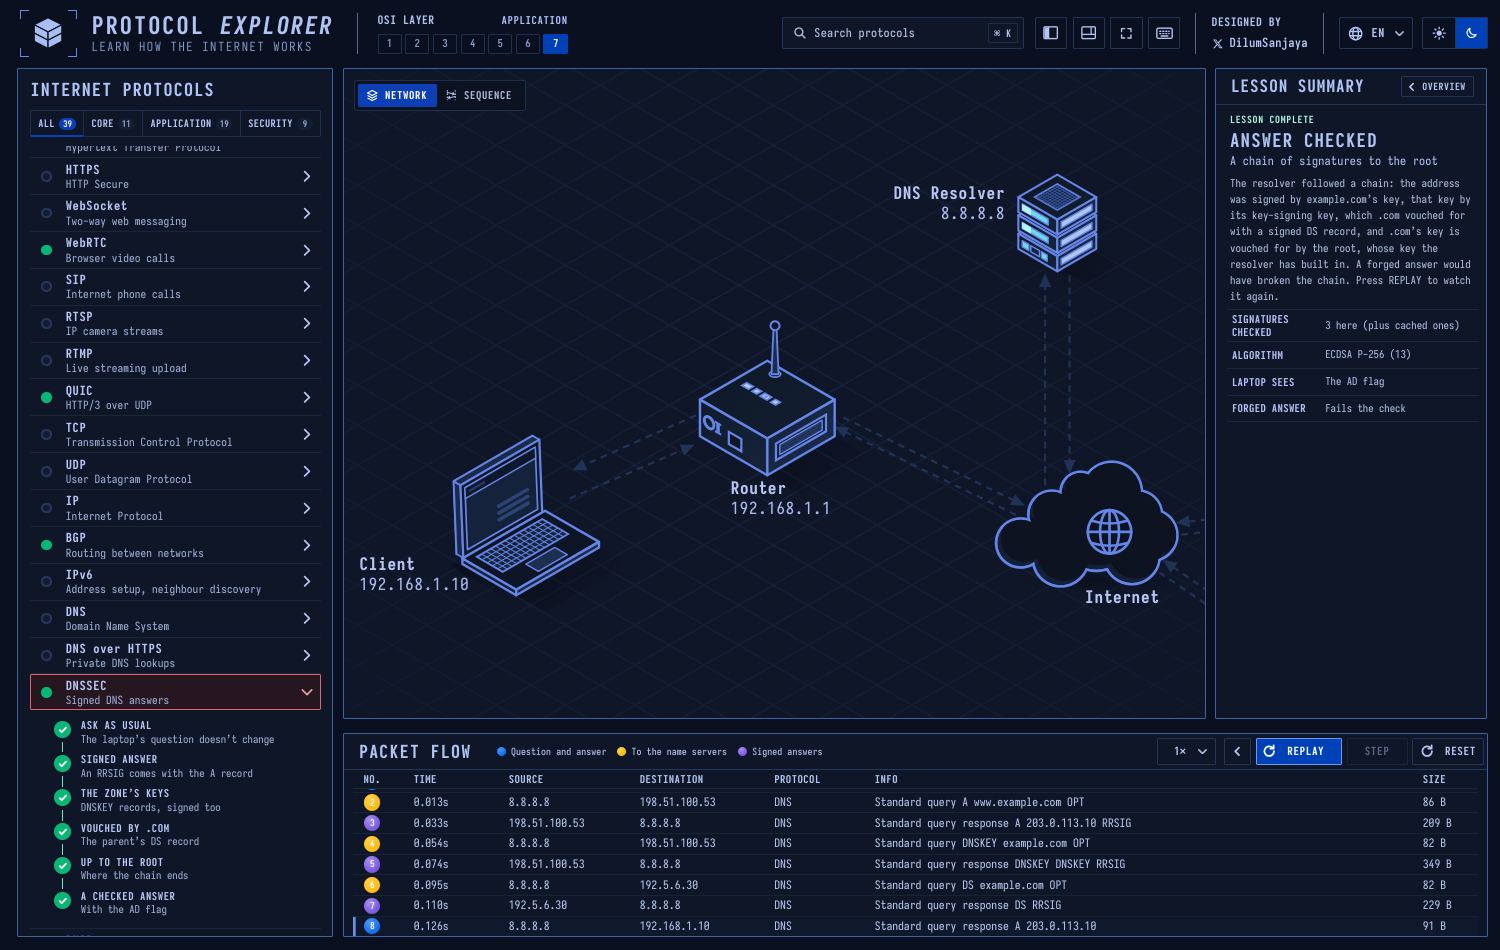 PROTOCOL EXPLORER
LEARN HOW THE INTERNET WORKS
OSI LAYER APPLICATION
1 2 3 4 5 6 7
Search protocols ⌘ K
DESIGNED BY
DilumSanjaya
EN
INTERNET PROTOCOLS
ALL 39 CORE 11 APPLICATION 19 SECURITY 9
Hypertext Transfer Protocol
HTTPS
HTTP Secure
WebSocket
Two-way web messaging
WebRTC
Browser video calls
SIP
Internet phone calls
RTSP
IP camera streams
RTMP
Live streaming upload
QUIC
HTTP/3 over UDP
TCP
Transmission Control Protocol
UDP
User Datagram Protocol
IP
Internet Protocol
BGP
Routing between networks
IPv6
Address setup, neighbour discovery
DNS
Domain Name System
DNS over HTTPS
Private DNS lookups
DNSSEC
Signed DNS answers
ASK AS USUAL
The laptop's question doesn't change
SIGNED ANSWER
An RRSIG comes with the A record
THE ZONE'S KEYS
DNSKEY records, signed too
VOUCHED BY .COM
The parent's DS record
UP TO THE ROOT
Where the chain ends
A CHECKED ANSWER
With the AD flag
NETWORK SEQUENCE
DNS Resolver
8.8.8.8
Router
192.168.1.1
Client
192.168.1.10
Internet
LESSON SUMMARY OVERVIEW
LESSON COMPLETE
ANSWER CHECKED
A chain of signatures to the root
The resolver followed a chain: the address
was signed by example.com's key, that key by
its key-signing key, which .com vouched for
with a signed DS record, and .com's key is
vouched for by the root, whose key the
resolver has built in. A forged answer would
have broken the chain. Press REPLAY to watch
it again.
SIGNATURES CHECKED 3 here (plus cached ones)
ALGORITHM ECDSA P-256 (13)
LAPTOP SEES The AD flag
FORGED ANSWER Fails the check
PACKET FLOW Question and answer To the name servers Signed answers 1× REPLAY STEP RESET
NO. TIME SOURCE DESTINATION PROTOCOL INFO SIZE
2 0.013s 8.8.8.8 198.51.100.53 DNS Standard query A www.example.com OPT 86 B
3 0.033s 198.51.100.53 8.8.8.8 DNS Standard query response A 203.0.113.10 RRSIG 209 B
4 0.054s 8.8.8.8 198.51.100.53 DNS Standard query DNSKEY example.com OPT 82 B
5 0.074s 198.51.100.53 8.8.8.8 DNS Standard query response DNSKEY DNSKEY RRSIG 349 B
6 0.095s 8.8.8.8 192.5.6.30 DNS Standard query DS example.com OPT 82 B
7 0.110s 192.5.6.30 8.8.8.8 DNS Standard query response DS RRSIG 229 B
8 0.126s 8.8.8.8 192.168.1.10 DNS Standard query response A 203.0.113.10 91 B